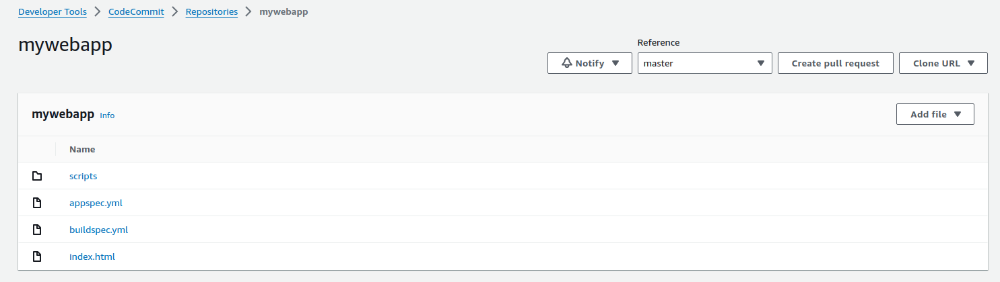 Developer Tools > CodeCommit > Repositories > mywebapp
mywebapp
Reference
Notify master Create pull request Clone URL
mywebapp Info Add file
Name
scripts
appspec.yml
buildspec.yml
index.html